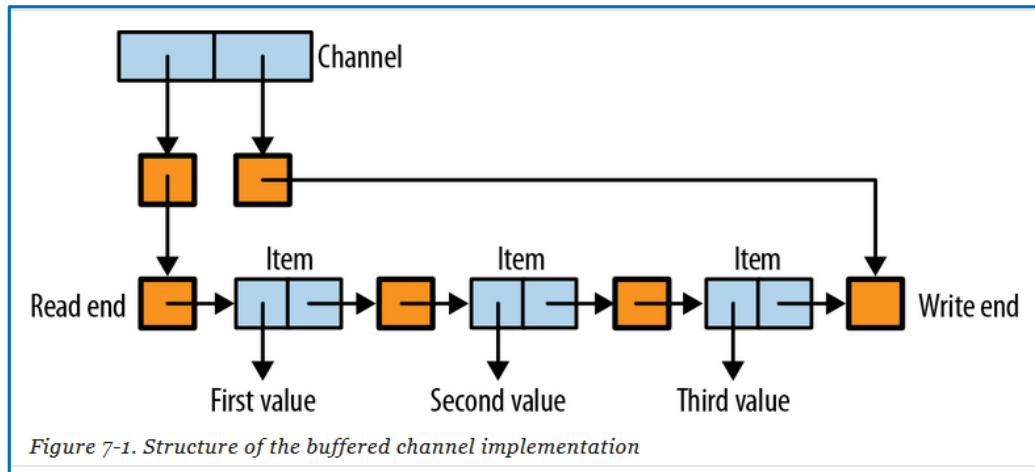 Channel
Item Item Item
Read end Write end
First value Second value Third value
Figure 7-1. Structure of the buffered channel implementation